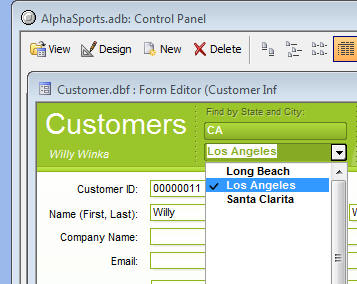 AlphaSports.adb: Control Panel
View Design New Delete
Customer.dbf : Form Editor (Customer Inf
Customers
Find by State and City:
CA
Willy Winka
Los Angeles
Long Beach
Los Angeles
Santa Clarita
Customer ID: 00000011
Name (First, Last): Willy
Company Name:
Email: